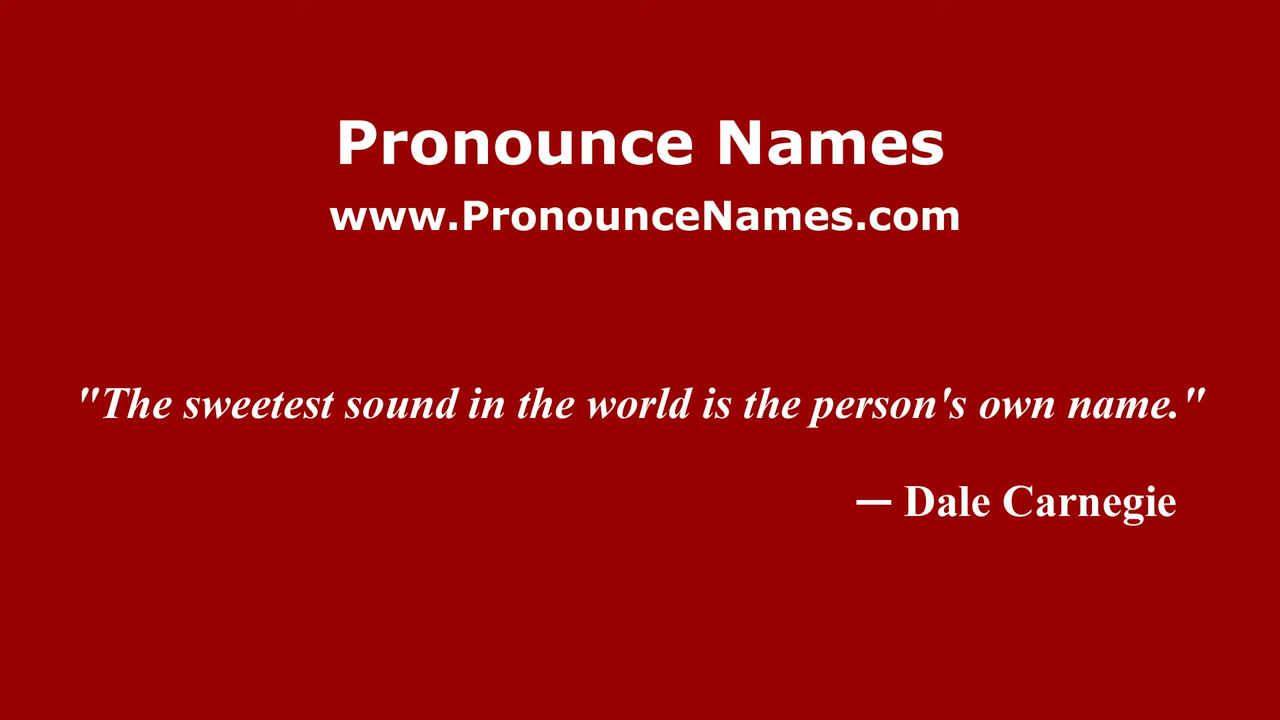 Pronounce Names
www.PronounceNames.com
"The sweetest sound in the world is the person's own name."
— Dale Carnegie